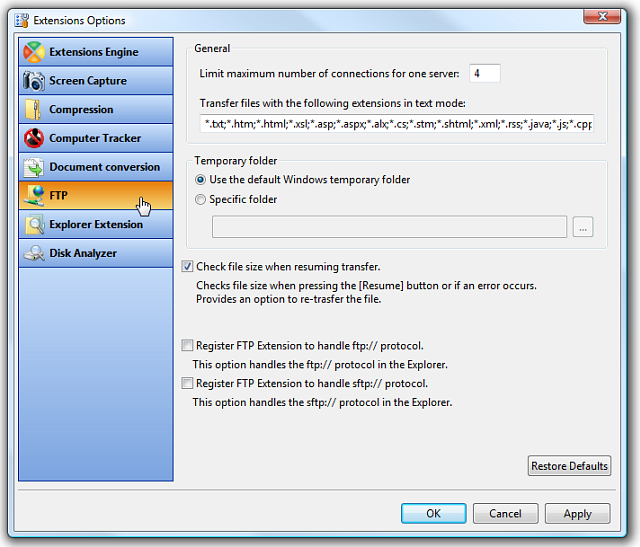 Extensions Options
Extensions Engine
Screen Capture
Compression
Computer Tracker
Document conversion
FTP
Explorer Extension
Disk Analyzer
General
Limit maximum number of connections for one server: 4
Transfer files with the following extensions in text mode:
*.txt;*.htm;*.html;*.xsl;*.asp;*.aspx;*.alx;*.cs;*.stm;*.shtml;*.xml;*.rss;*.java;*.js;*.cpp
Temporary folder
Use the default Windows temporary folder
Specific folder
...
Check file size when resuming transfer.
Checks file size when pressing the [Resume] button or if an error occurs.
Provides an option to re-trasfer the file.
Register FTP Extension to handle ftp:// protocol.
This option handles the ftp:// protocol in the Explorer.
Register FTP Extension to handle sftp:// protocol.
This option handles the sftp:// protocol in the Explorer.
Restore Defaults
OK Cancel Apply